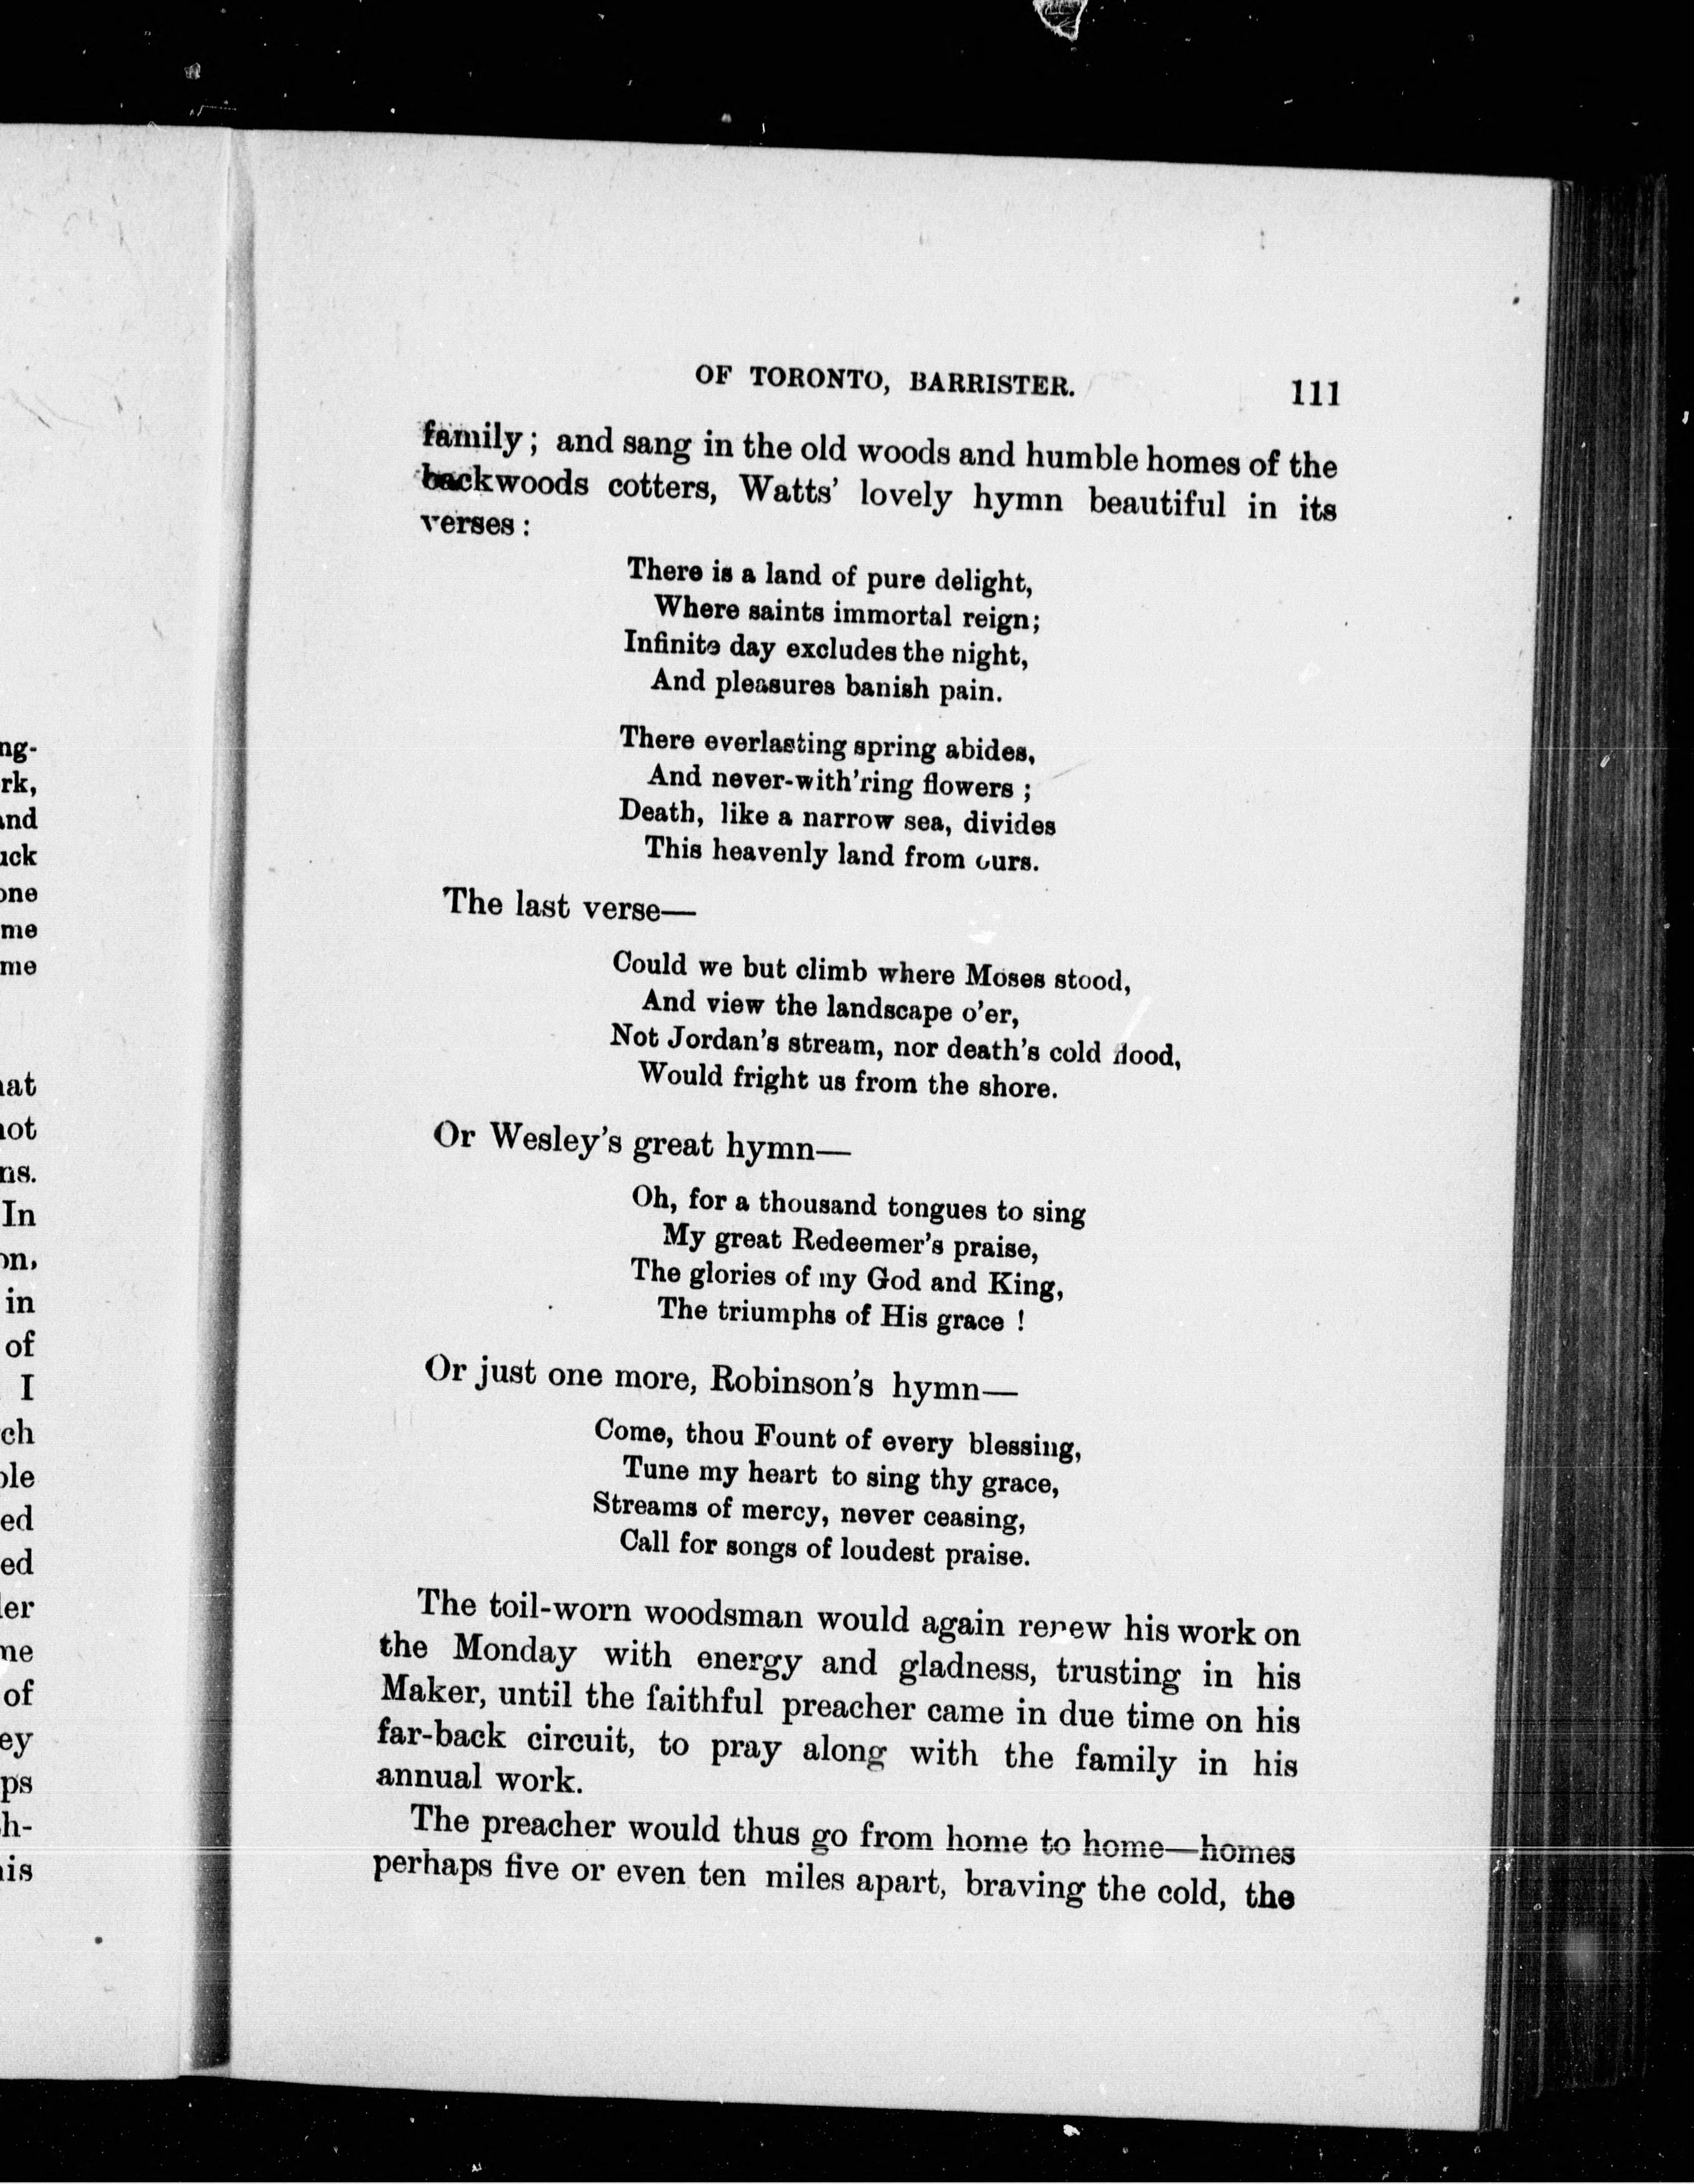 OF TORONTO, BARRISTER. 111
family; and sang in the old woods and humble homes of the
backwoods cotters, Watts' lovely hymn beautiful in its
verses:
There is a land of pure delight,
Where saints immortal reign;
Infinite day excludes the night,
And pleasures banish pain.
There everlasting spring abides,
And never-with'ring flowers ;
Death, like a narrow sea, divides
This heavenly land from ours.
The last verse—
Could we but climb where Moses stood,
And view the landscape o'er,
Not Jordan's stream, nor death's cold flood,
Would fright us from the shore.
Or Wesley's great hymn—
Oh, for a thousand tongues to sing
My great Redeemer's praise,
The glories of my God and King,
The triumphs of His grace !
Or just one more, Robinson's hymn—
Come, thou Fount of every blessing,
Tune my heart to sing thy grace,
Streams of mercy, never ceasing,
Call for songs of loudest praise.
The toil-worn woodsman would again renew his work on
the Monday with energy and gladness, trusting in his
Maker, until the faithful preacher came in due time on his
far-back circuit, to pray along with the family in his
annual work.
The preacher would thus go from home to home—homes
perhaps five or even ten miles apart, braving the cold, the